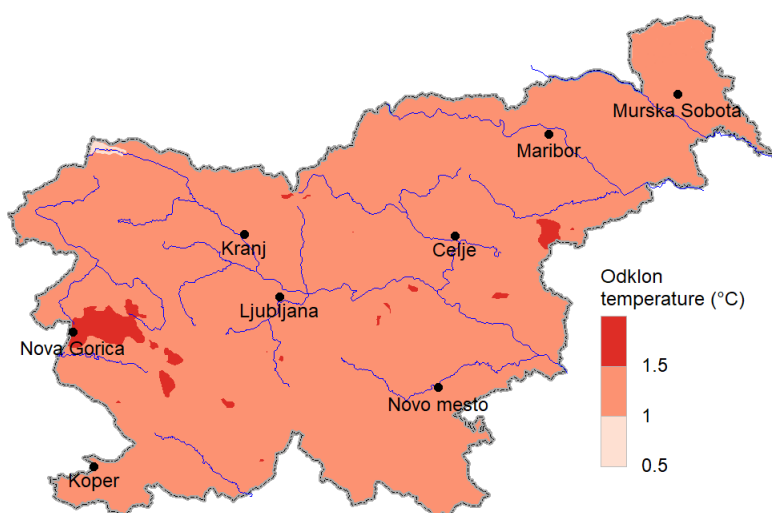 Murska Sobota
Maribor
Kranj
Celje
Ljubljana
Nova Gorica
Novo mesto
Koper
Odklon
temperature (°C)
1.5
1
0.5